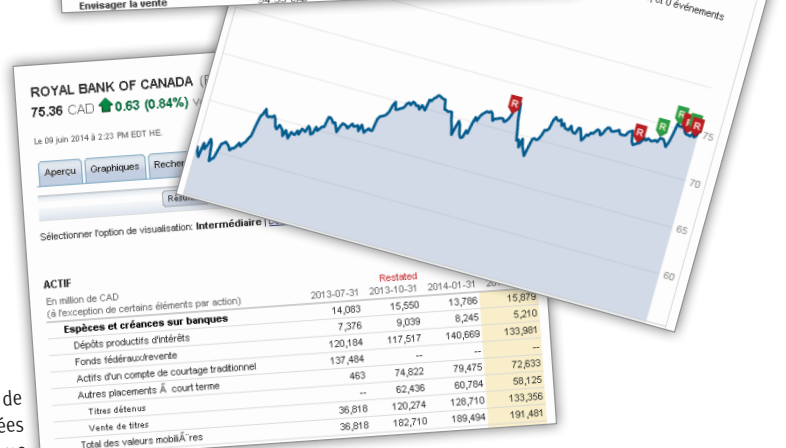 Envisager la vente
0 événements
ROYAL BANK OF CANADA
75.36 CAD 0.63 (0.84%)
Le 09 juin 2014 à 2:23 PM EDT HE.
Aperçu Graphiques
Sélectionner l'option de visualisation: Intermédiaire |
R
R
R
R
R
75
70
65
60
ACTIF
Restated
En million de CAD
(à l'exception de certains éléments par action) 2013-07-31 2013-10-31 2014-01-31
Espèces et créances sur banques 14,083 15,550 13,786 15,879
Dépôts productifs d'intérêts 7,376 9,039 8,245 5,210
Fonds fédéraux/revente 120,184 117,517 140,669 133,981
Actifs d'un compte de courtage traditionnel 137,484 -- -- --
Autres placements Ã court terme 463 74,822 79,475 72,633
Titres détenus -- 62,436 60,784 58,125
Vente de titres 36,818 120,274 128,710 133,356
Total des valeurs mobiliÃ¨res 36,818 182,710 189,494 191,481
de